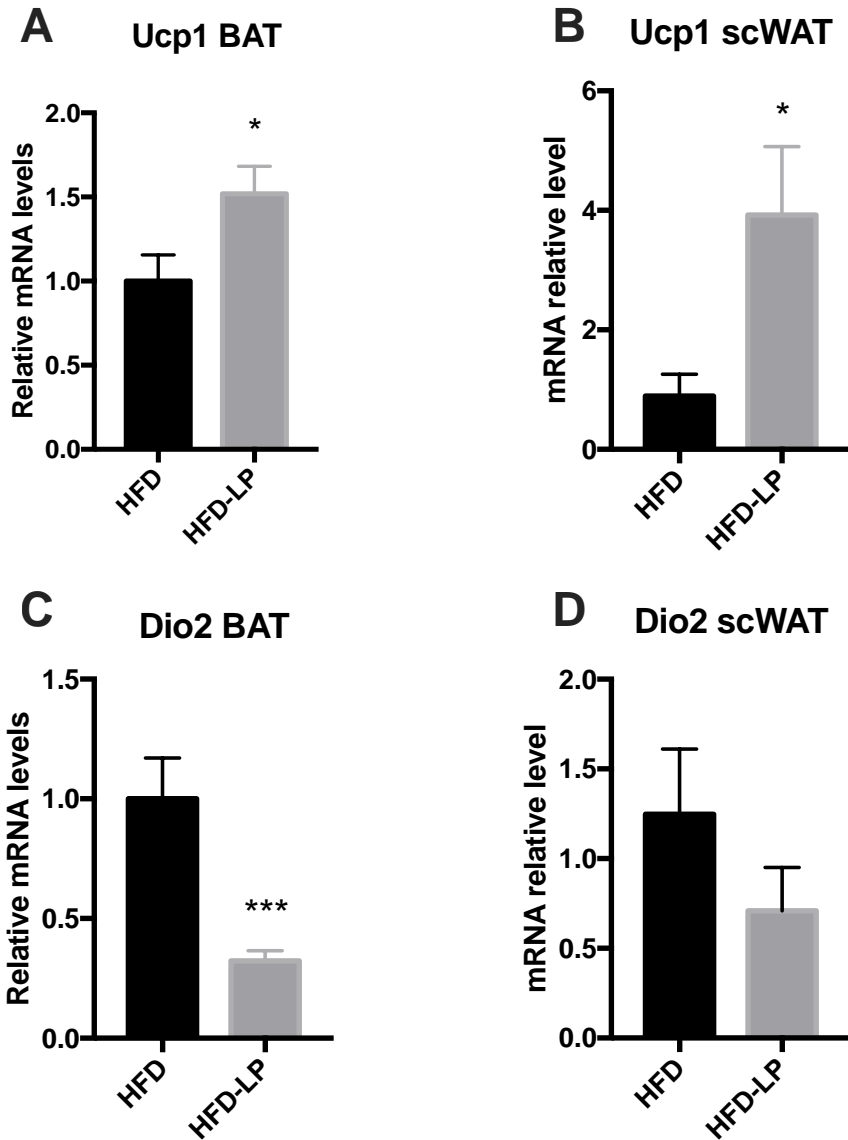 A
Ucp1 BAT
Relative mRNA levels
2.0
1.5
1.0
0.5
0.0
*
HFD
HFD-LP
B
Ucp1 scWAT
mRNA relative level
6
4
2
0
*
HFD
HFD-LP
C
Dio2 BAT
Relative mRNA levels
1.5
1.0
0.5
0.0
***
HFD
HFD-LP
D
Dio2 scWAT
mRNA relative level
2.0
1.5
1.0
0.5
0.0
HFD
HFD-LP